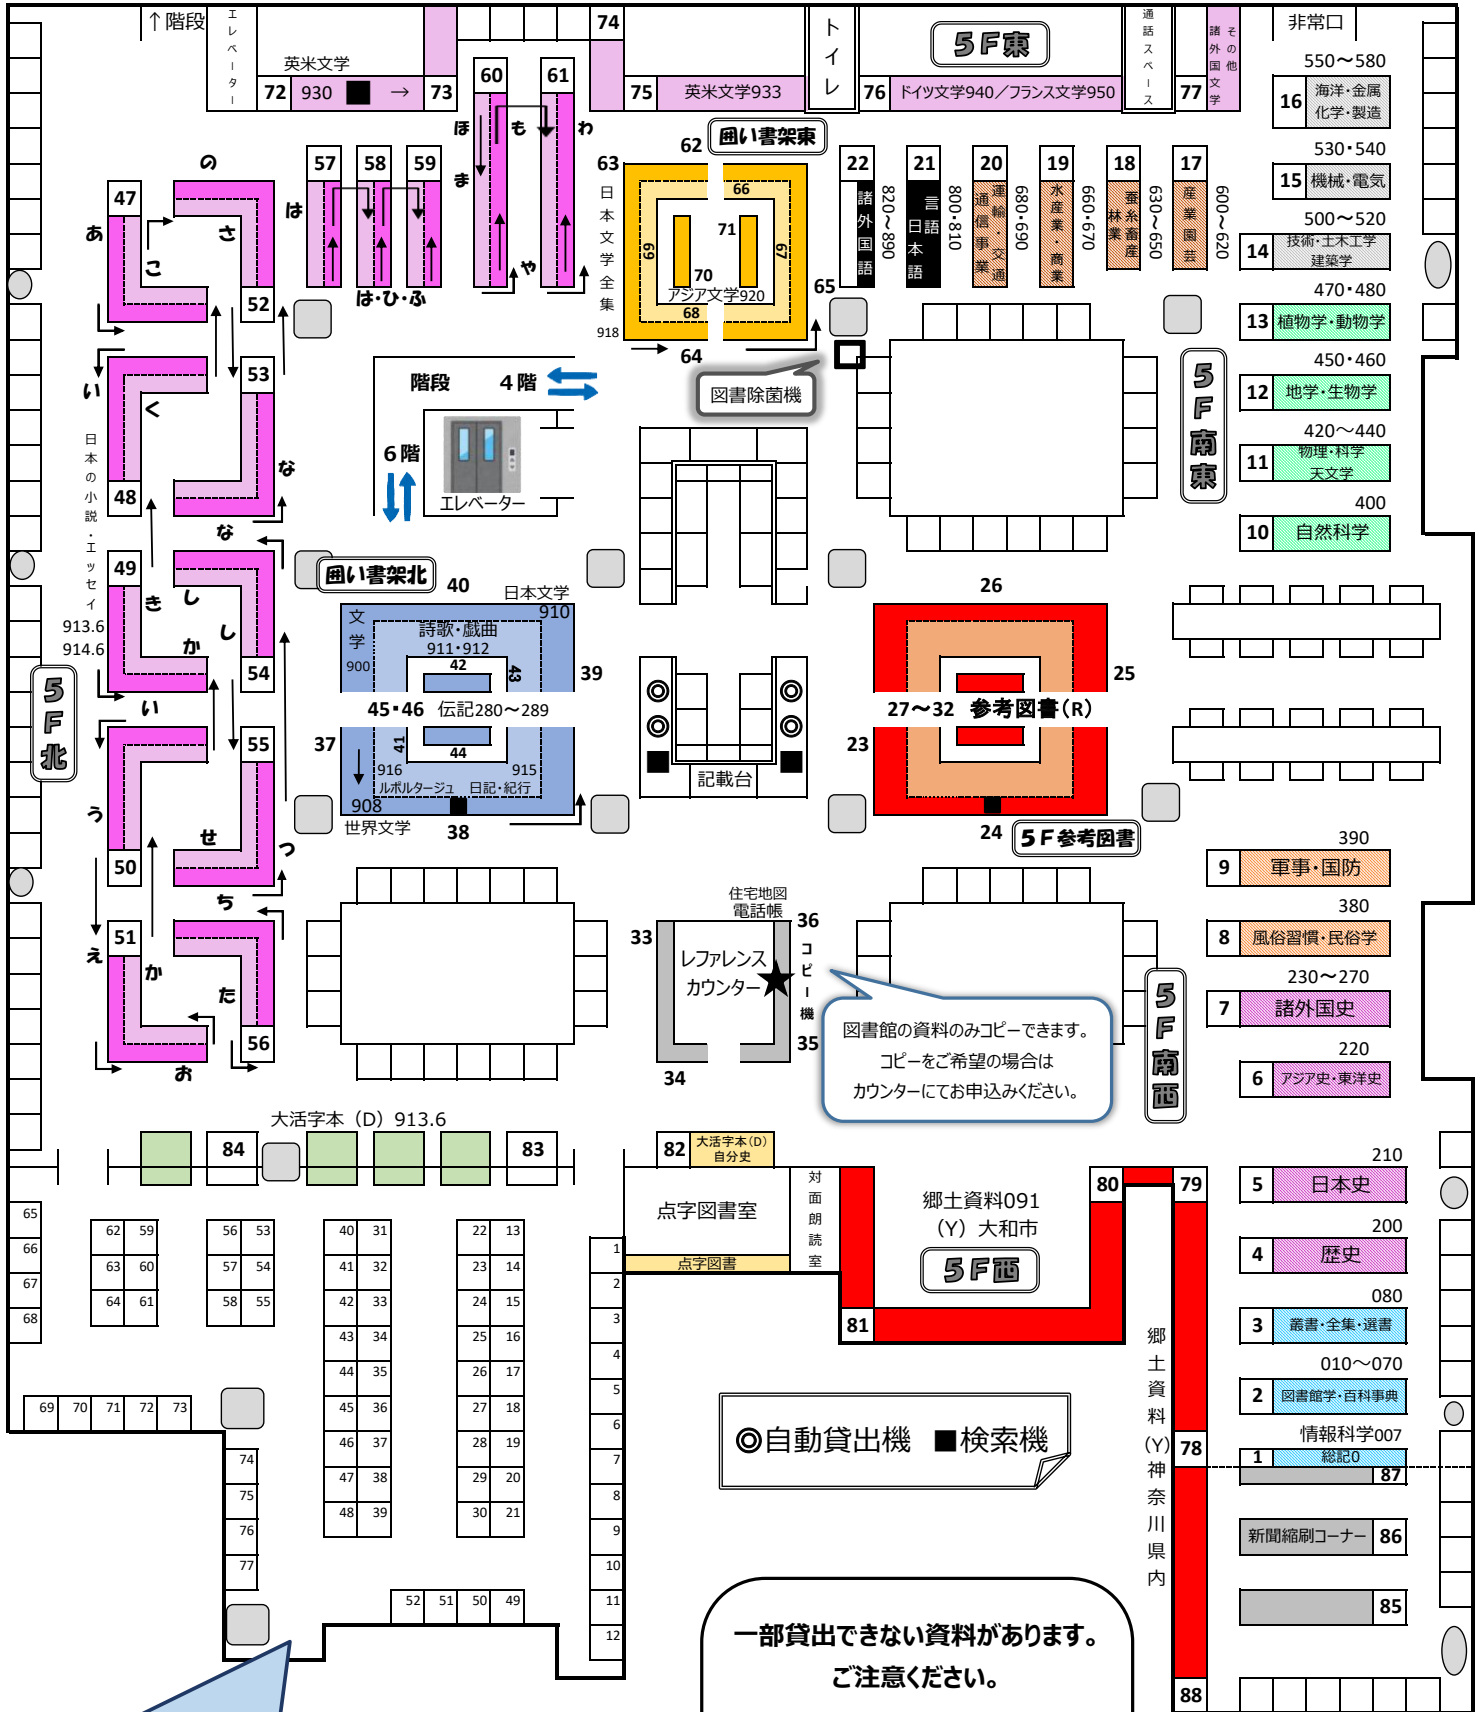 ↑階段
エレベーター
74
トイレ
5F東
通話スペース
諸外国文学
その他
非常口
英米文学
72
930
→
73
60
61
75
英米文学933
76
ドイツ文学940／フランス文学950
77
550～580
16
海洋・金属
化学・製造
ほ
も
わ
ま
や
囲い書架東
の
57
58
59
62
63
22
21
20
19
18
17
530・540
15
機械・電気
47
は
日本文学全集
918
66
69
71
67
70
アジア文学920
68
64
65
諸外国語
820～890
言語
日本語
800・810
運輸・交通
通信事業
680・690
水産業・商業
660・670
蚕糸畜産
林業
630～650
産業園芸
600～620
500～520
14
技術・土木工学
建築学
あ
こ
さ
52
は・ひ・ふ
470・480
13
植物学・動物学
53
い
く
階段
4階
図書除菌機
5F南東
450・460
12
地学・生物学
日本の小説・エッセイ
913.6
914.6
な
48
6階
エレベーター
420～440
11
物理・科学
天文学
な
400
10
自然科学
49
き
し
し
か
54
い
囲い書架北
40
日本文学
910
文学
900
詩歌・戯曲
911・912
42
43
39
45・46
伝記280～289
37
41
44
916
ルポルタージュ
915
日記・紀行
908
世界文学
38
26
25
27～32
参考図書(R)
23
24
5F参考図書
記載台
5F北
55
う
せ
つ
50
ち
390
9
軍事・国防
51
え
か
た
56
お
住宅地図
電話帳
36
33
レファレンス
カウンター
コピー機
35
34
図書館の資料のみコピーできます。
コピーをご希望の場合は
カウンターにてお申込みください。
5F南西
380
8
風俗習慣・民俗学
230～270
7
諸外国史
220
6
アジア史・東洋史
大活字本（D）913.6
84
83
82
大活字本(D)
自分史
点字図書室
点字図書
対面朗読室
郷土資料091
（Y）大和市
5F西
80
79
81
210
5
日本史
200
4
歴史
080
3
叢書・全集・選書
010～070
2
図書館学・百科事典
情報科学007
1
総記0
87
新聞縮刷コーナー
86
85
88
78
郷土資料(Y)神奈川県内
65
66
67
68
62 59
63 60
64 61
56 53
57 54
58 55
40 31
41 32
42 33
43 34
44 35
45 36
46 37
47 38
48 39
22 13
23 14
24 15
25 16
26 17
27 18
28 19
29 20
30 21
1
2
3
4
5
6
7
8
9
10
11
12
69 70 71 72 73
74
75
76
77
52 51 50 49
◎自動貸出機 ■検索機
一部貸出できない資料があります。
ご注意ください。